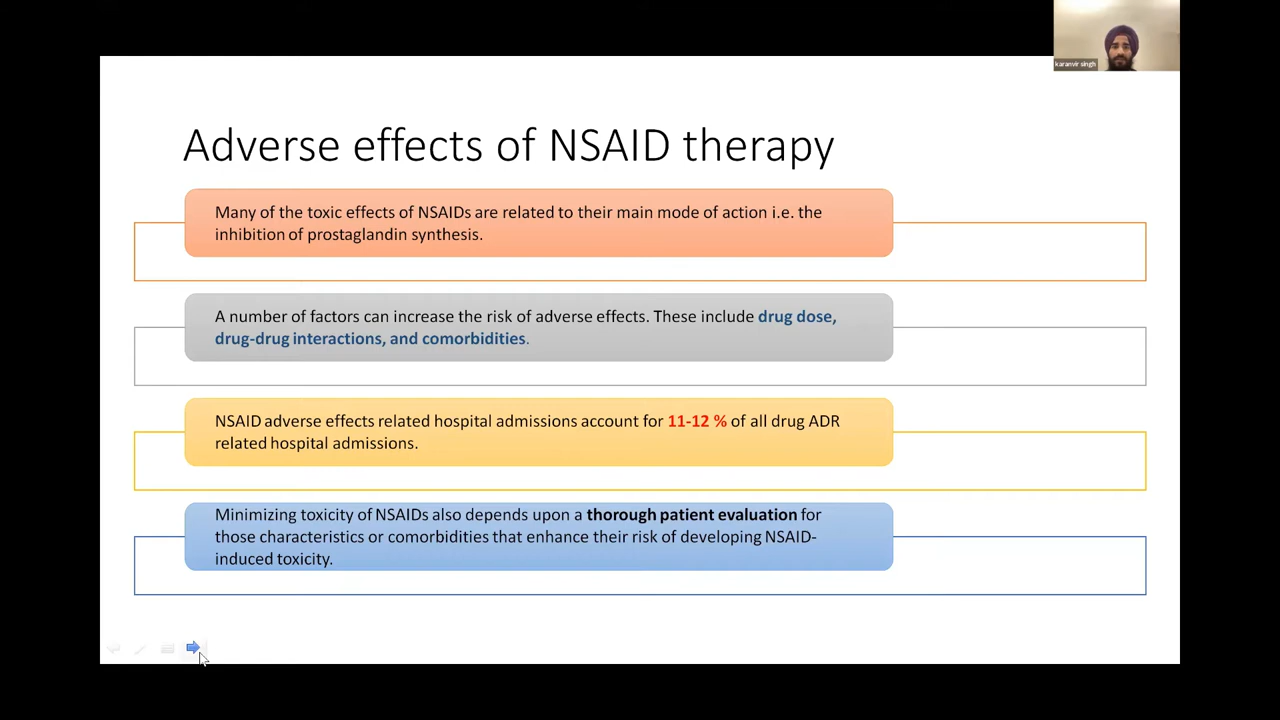 karanvir singh
Adverse effects of NSAID therapy
Many of the toxic effects of NSAIDs are related to their main mode of action i.e. the
inhibition of prostaglandin synthesis.
A number of factors can increase the risk of adverse effects. These include drug dose,
drug-drug interactions, and comorbidities.
NSAID adverse effects related hospital admissions account for 11-12 % of all drug ADR
related hospital admissions.
Minimizing toxicity of NSAIDs also depends upon a thorough patient evaluation for
those characteristics or comorbidities that enhance their risk of developing NSAID-
induced toxicity.